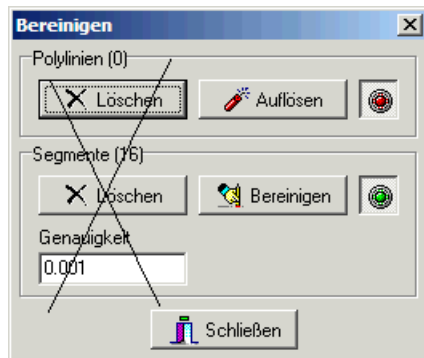 Bereinigen
Polylinien (0)
Löschen Auflösen
Segmente (16)
Löschen Bereinigen
Genauigkeit
0.001
Schließen